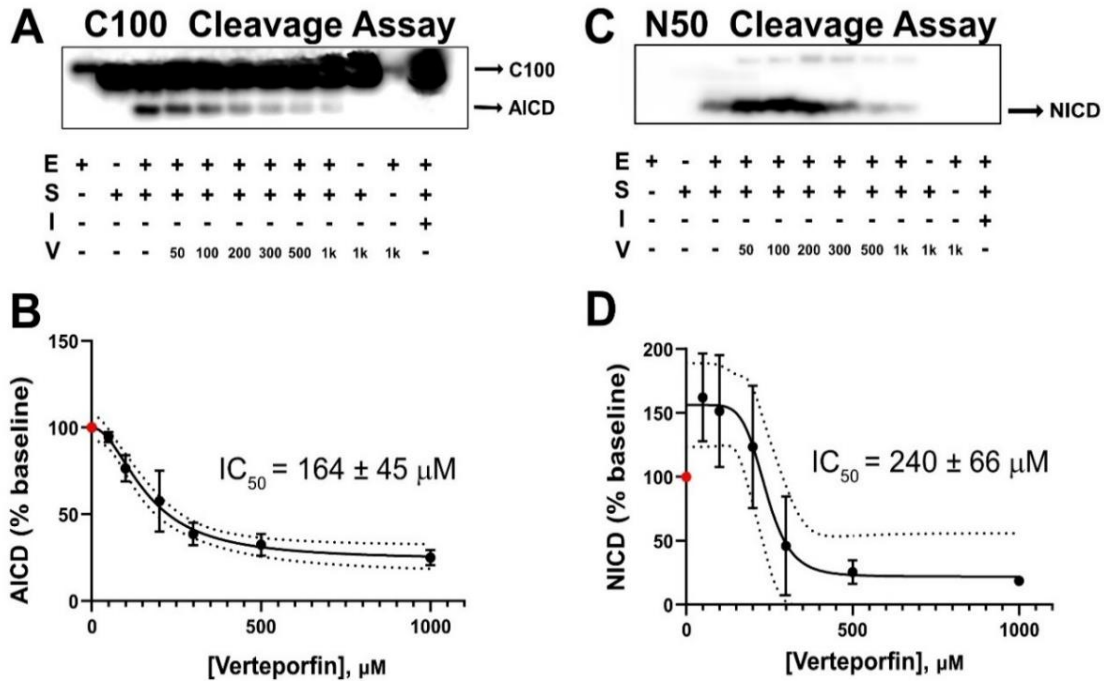 A C100 Cleavage Assay
→ C100
→ AICD
E + - + + + + + + + - + +
S - + + + + + + + + + - +
I - - - - - - - - - - - +
V - - - 50 100 200 300 500 1k 1k 1k -
B
AICD (% baseline)
150
100
50
0
IC50 = 164 ± 45 μM
0 500 1000
[Verteporfin], μM
C N50 Cleavage Assay
→ NICD
E + - + + + + + + + - + +
S - + + + + + + + + + - +
I - - - - - - - - - - - +
V - - - 50 100 200 300 500 1k 1k 1k -
D
NICD (% baseline)
200
150
100
50
0
IC50 = 240 ± 66 μM
0 500 1000
[Verteporfin], μM